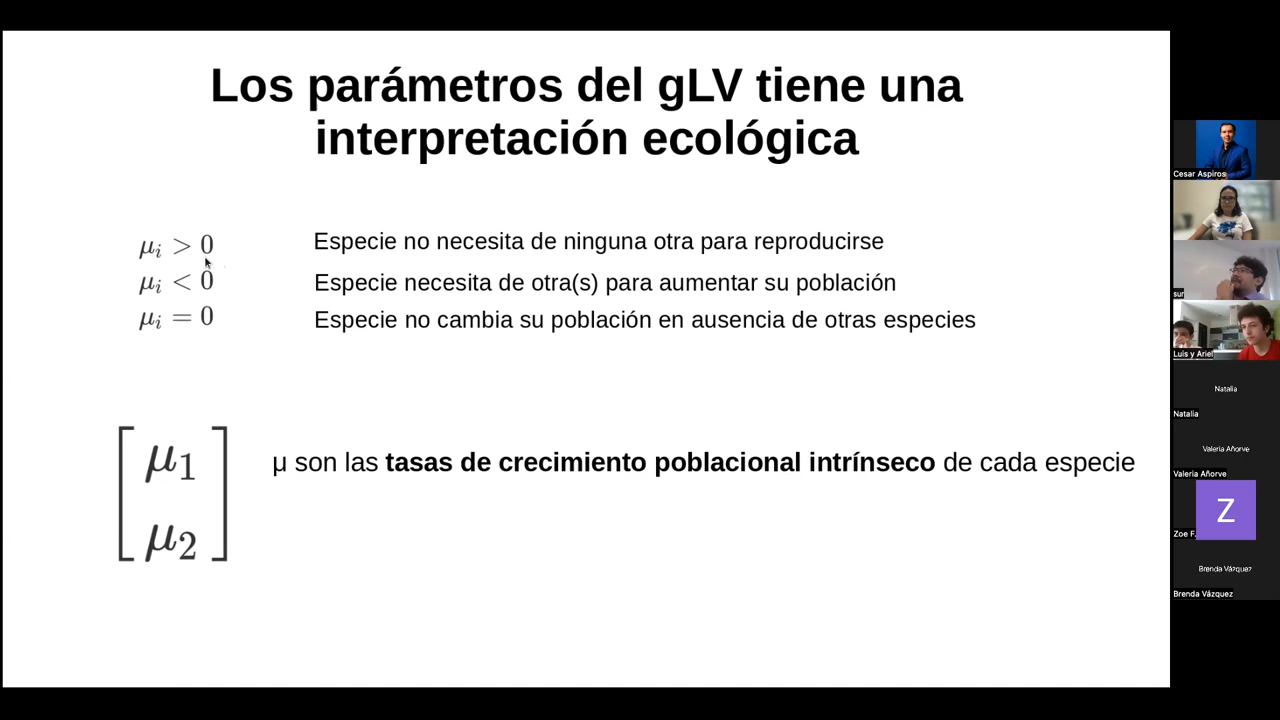 Los parámetros del gLV tiene una
interpretación ecológica
μᵢ > 0 Especie no necesita de ninguna otra para reproducirse
μᵢ < 0 Especie necesita de otra(s) para aumentar su población
μᵢ = 0 Especie no cambia su población en ausencia de otras especies
μ₁
μ₂
μ son las tasas de crecimiento poblacional intrínseco de cada especie
Cesar Aspiros
sur
Luis y Ariel
Natalia
Natalia
Valeria Añorve
Valeria Añorve
Z
Zoe F.
Brenda Vázquez
Brenda Vázquez